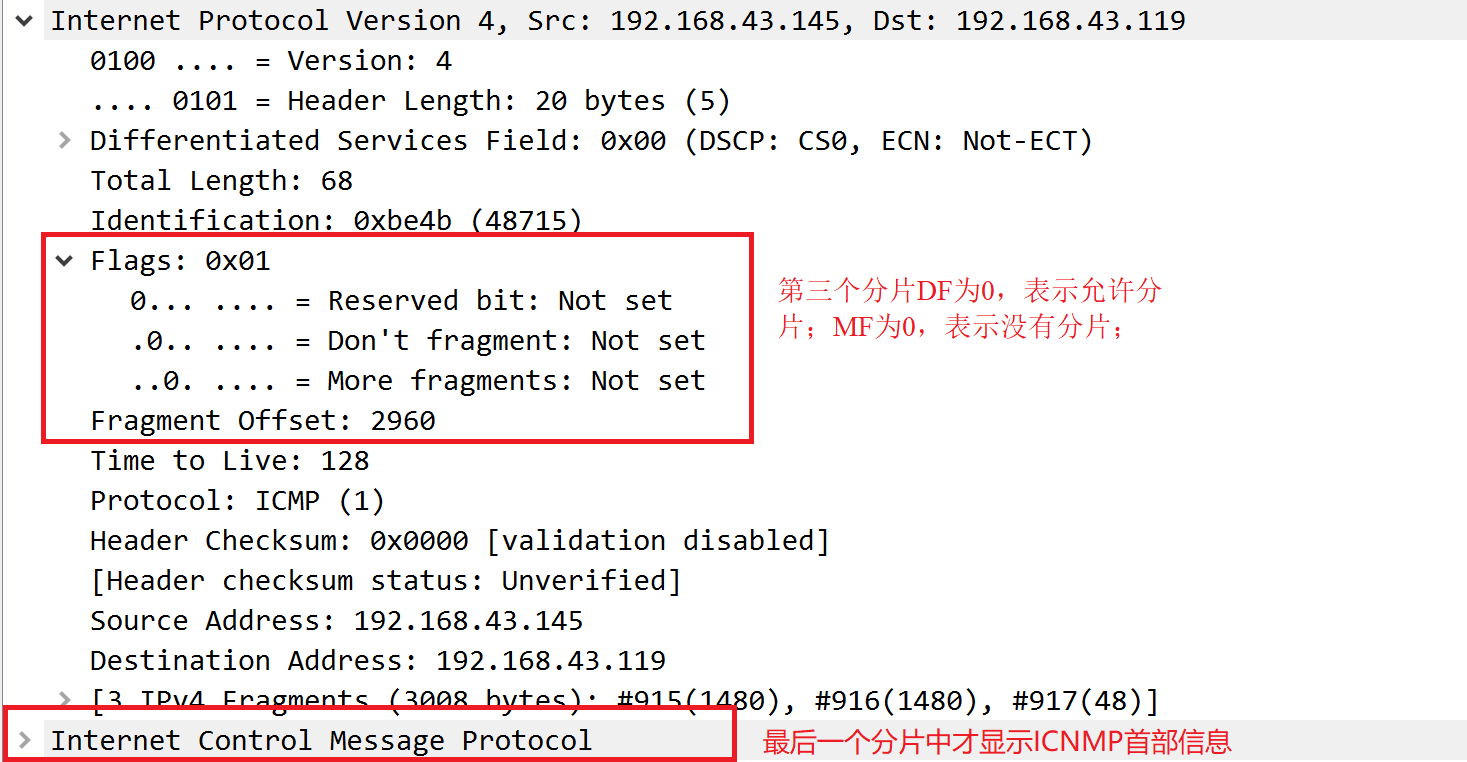 Internet Protocol Version 4, Src: 192.168.43.145, Dst: 192.168.43.119
0100 .... = Version: 4
.... 0101 = Header Length: 20 bytes (5)
Differentiated Services Field: 0x00 (DSCP: CS0, ECN: Not-ECT)
Total Length: 68
Identification: 0xbe4b (48715)
Flags: 0x01
0... .... = Reserved bit: Not set
.0.. .... = Don't fragment: Not set
..0. .... = More fragments: Not set
Fragment Offset: 2960
第三个分片DF为0，表示允许分
片；MF为0，表示没有分片；
Time to Live: 128
Protocol: ICMP (1)
Header Checksum: 0x0000 [validation disabled]
[Header checksum status: Unverified]
Source Address: 192.168.43.145
Destination Address: 192.168.43.119
[3 IPv4 Fragments (3008 bytes): #915(1480), #916(1480), #917(48)]
Internet Control Message Protocol
最后一个分片中才显示ICNMP首部信息